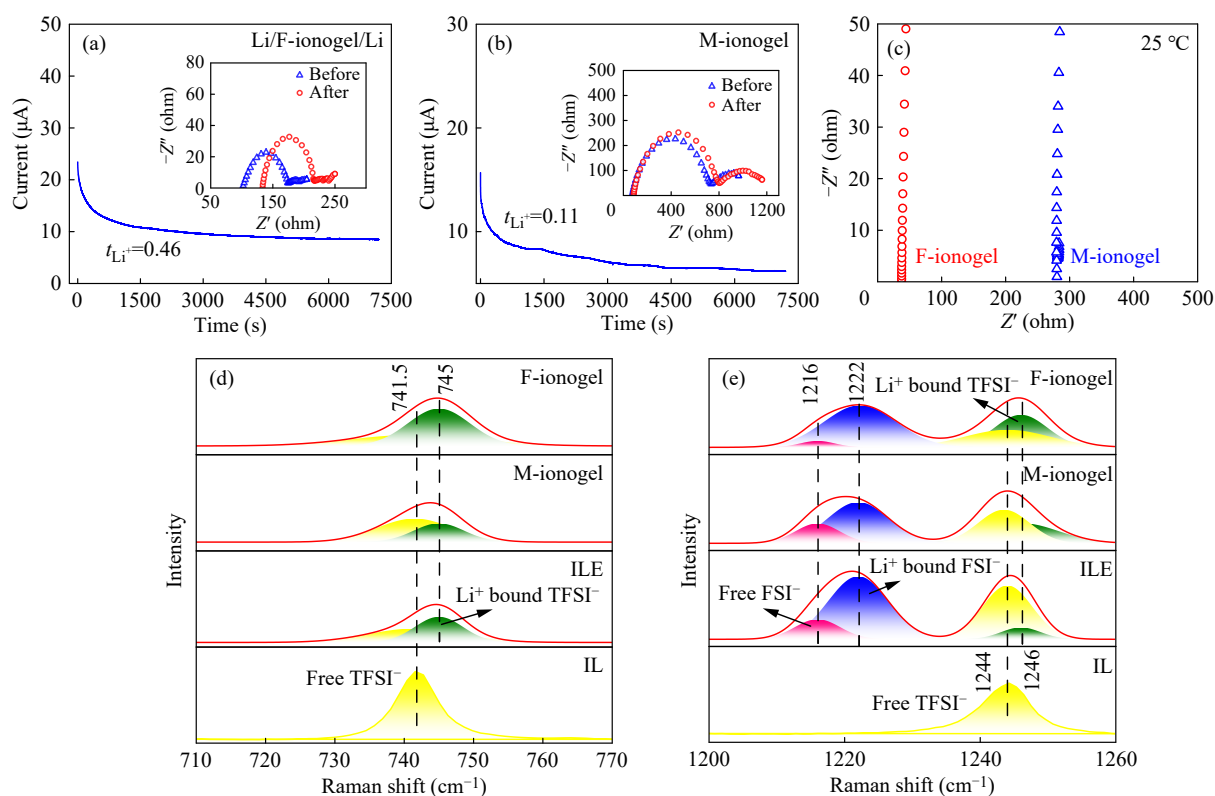 (a)
Li/F-ionogel/Li
Current (μA)
50
40
30
20
10
0
0
1500
3000
4500
6000
7500
Time (s)
tLi⁺=0.46
−Z″ (ohm)
80
60
40
20
0
50
150
250
Z′ (ohm)
Before
After
(b)
M-ionogel
Current (μA)
30
20
10
0
0
1500
3000
4500
6000
7500
Time (s)
tLi⁺=0.11
−Z″ (ohm)
500
400
300
200
100
0
0
400
800
1200
Z′ (ohm)
Before
After
(c)
25 ℃
−Z″ (ohm)
50
40
30
20
10
0
0
100
200
300
400
500
Z′ (ohm)
F-ionogel
M-ionogel
(d)
741.5
745
F-ionogel
M-ionogel
ILE
Li⁺ bound TFSI⁻
IL
Free TFSI⁻
Intensity
710
720
730
740
750
760
770
Raman shift (cm⁻¹)
(e)
1216
1222
Li⁺ bound TFSI⁻
F-ionogel
M-ionogel
ILE
Li⁺ bound FSI⁻
Free FSI⁻
IL
1244
1246
Free TFSI⁻
Intensity
1200
1220
1240
1260
Raman shift (cm⁻¹)